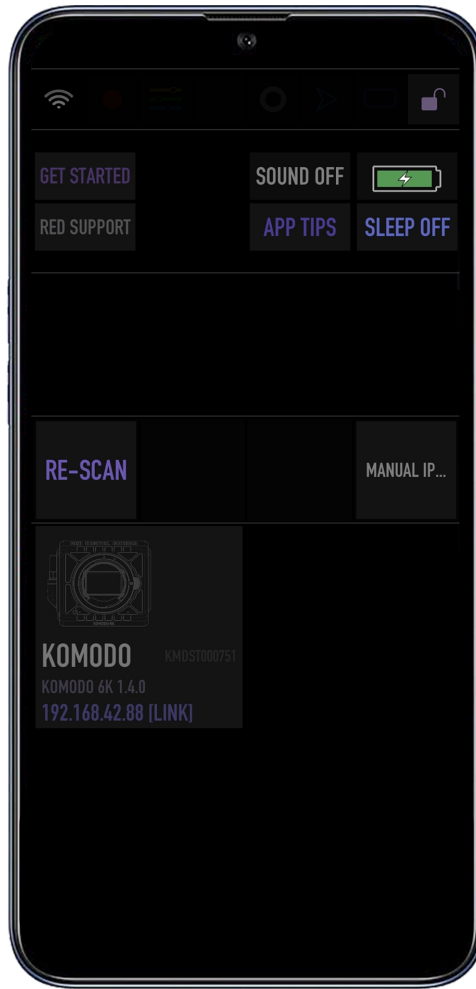 GET STARTED
SOUND OFF
RED SUPPORT
APP TIPS
SLEEP OFF
RE-SCAN
MANUAL IP...
KOMODO
KMDST000751
KOMODO 6K 1.4.0
192.168.42.88 [LINK]